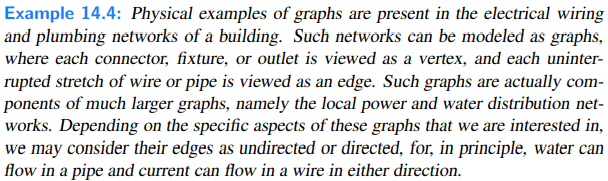 Example 14.4: Physical examples of graphs are present in the electrical wiring
and plumbing networks of a building. Such networks can be modeled as graphs,
where each connector, fixture, or outlet is viewed as a vertex, and each uninter-
rupted stretch of wire or pipe is viewed as an edge. Such graphs are actually com-
ponents of much larger graphs, namely the local power and water distribution net-
works. Depending on the specific aspects of these graphs that we are interested in,
we may consider their edges as undirected or directed, for, in principle, water can
flow in a pipe and current can flow in a wire in either direction.